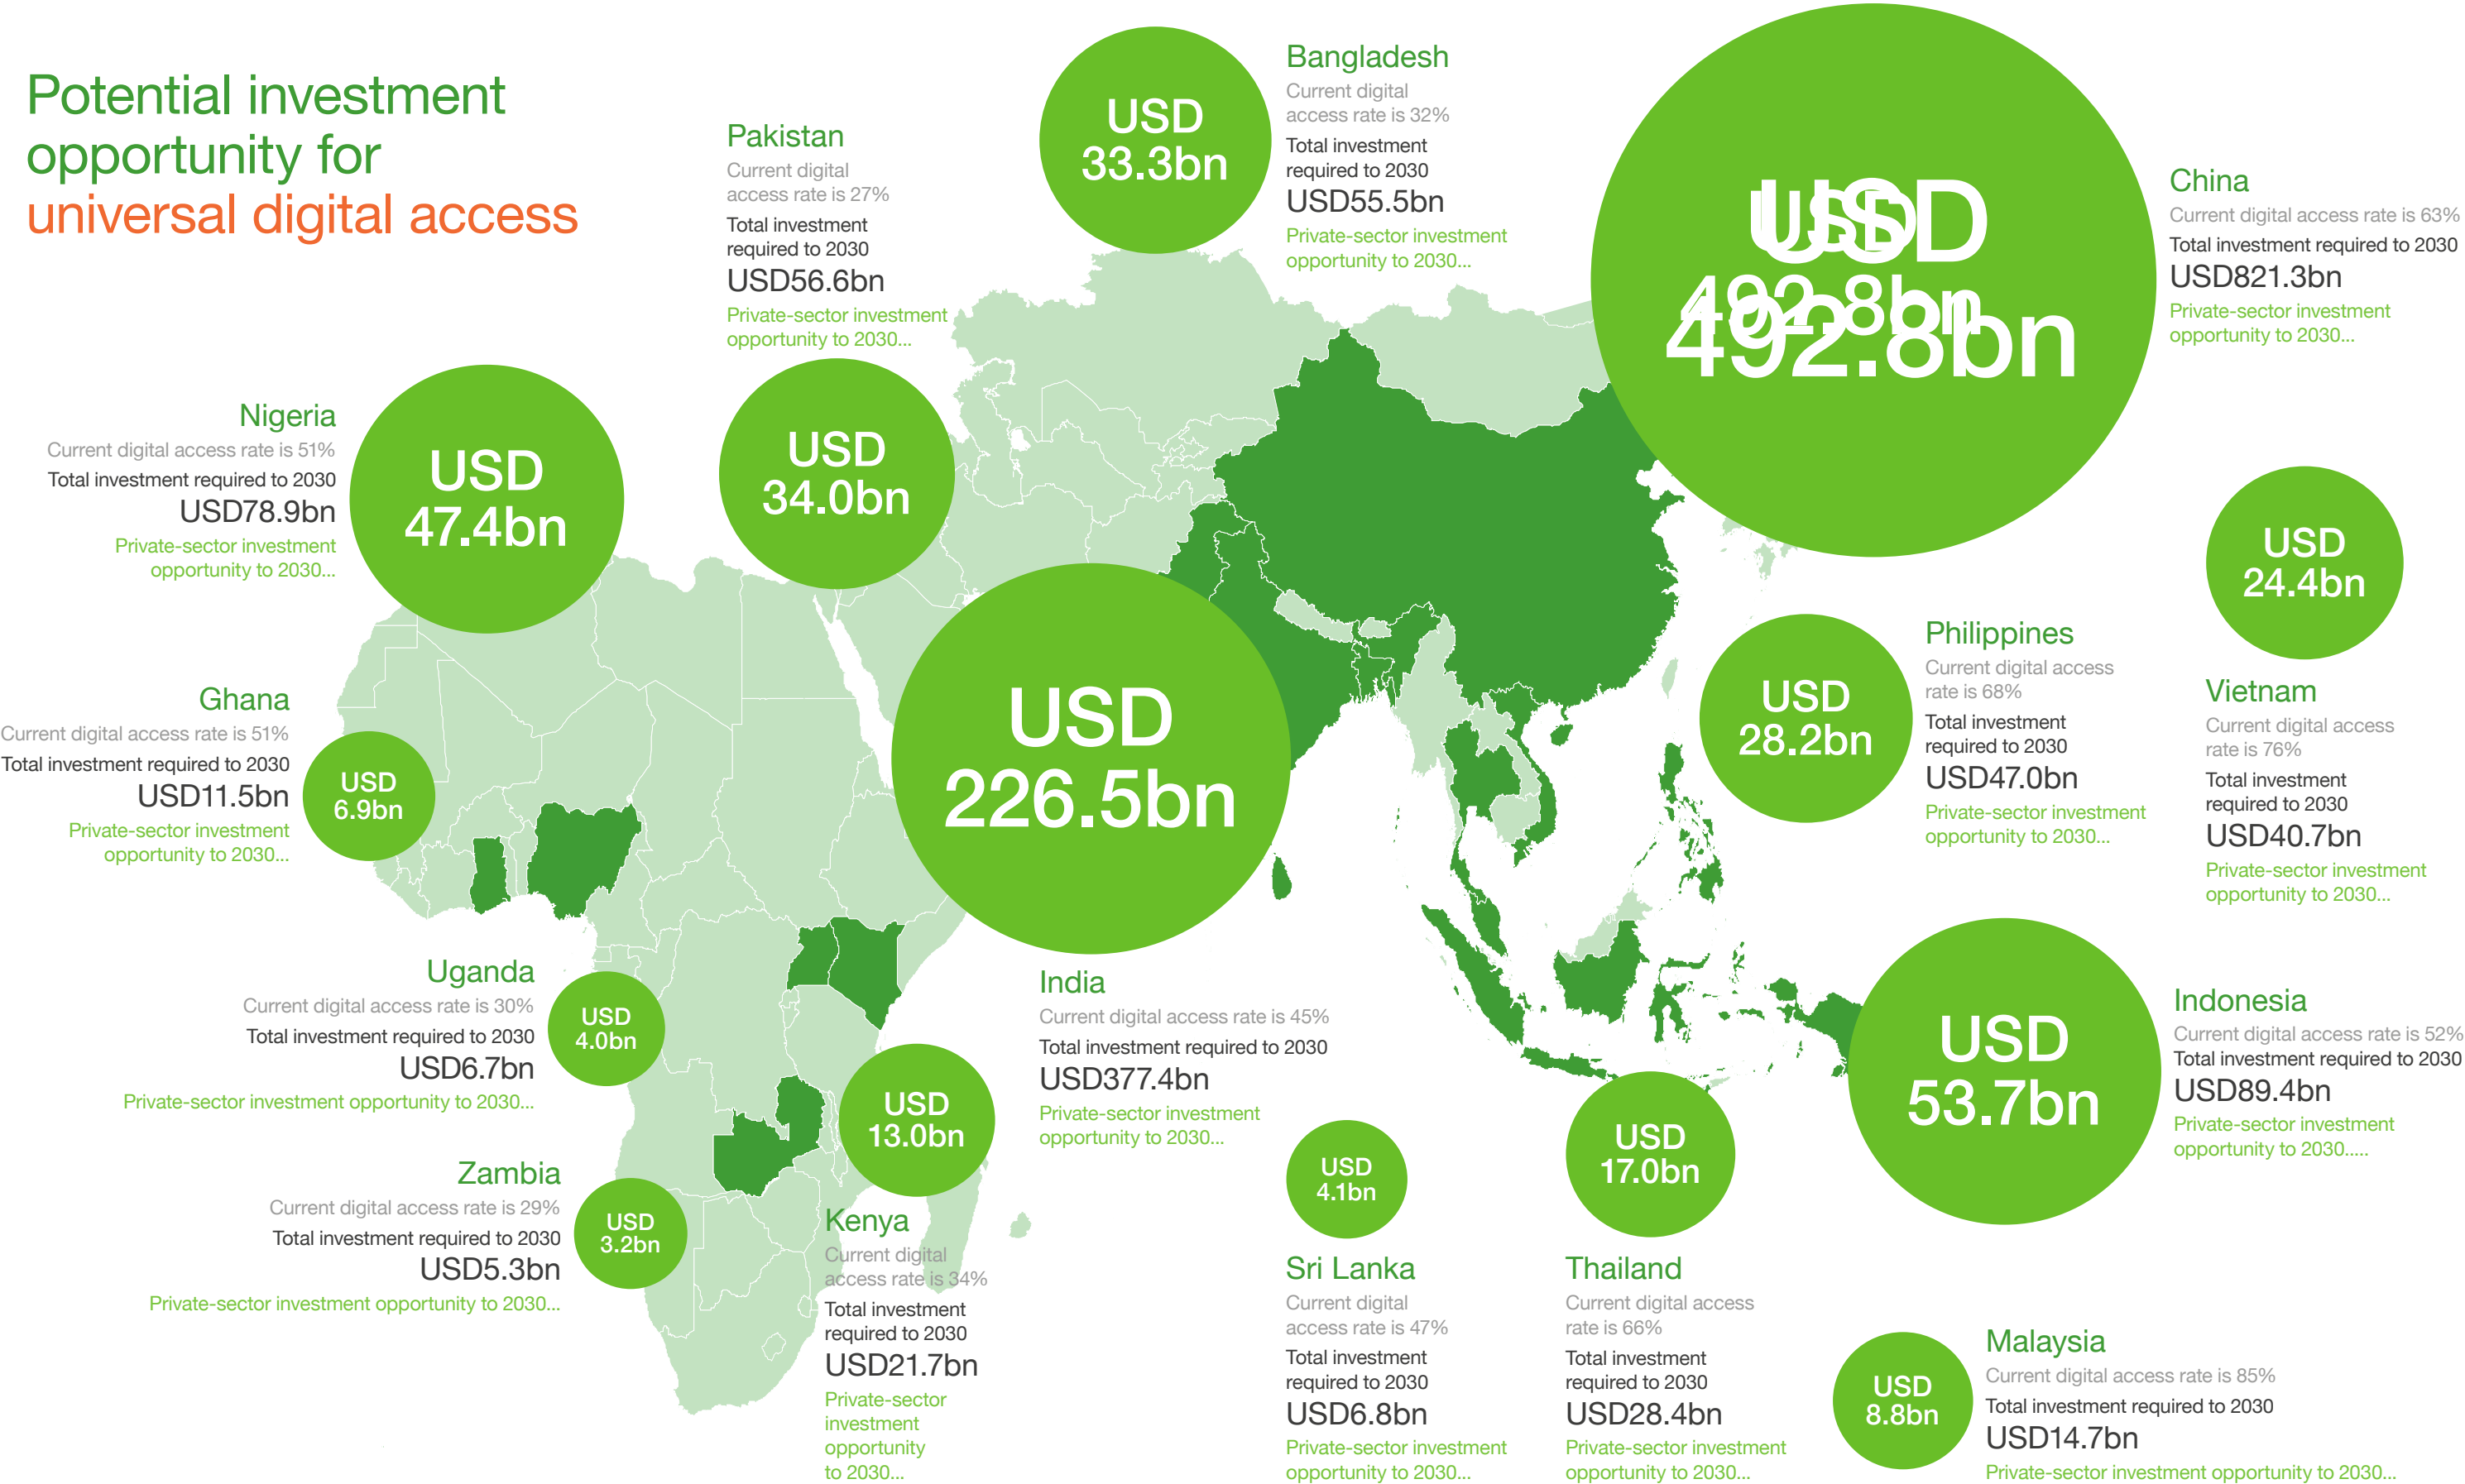 Potential investment
opportunity for
universal digital access
Bangladesh
Current digital
access rate is 32%
Total investment
required to 2030
USD55.5bn
Private-sector investment
opportunity to 2030...
USD
33.3bn
Pakistan
Current digital
access rate is 27%
Total investment
required to 2030
USD56.6bn
Private-sector investment
opportunity to 2030...
USD
34.0bn
USD
492.8bn
USD
492.8bn
China
Current digital access rate is 63%
Total investment required to 2030
USD821.3bn
Private-sector investment
opportunity to 2030...
Nigeria
Current digital access rate is 51%
Total investment required to 2030
USD78.9bn
Private-sector investment
opportunity to 2030...
USD
47.4bn
USD
24.4bn
Vietnam
Current digital access
rate is 76%
Total investment
required to 2030
USD40.7bn
Private-sector investment
opportunity to 2030...
USD
28.2bn
Philippines
Current digital access
rate is 68%
Total investment
required to 2030
USD47.0bn
Private-sector investment
opportunity to 2030...
Ghana
Current digital access rate is 51%
Total investment required to 2030
USD11.5bn
Private-sector investment
opportunity to 2030...
USD
6.9bn
USD
226.5bn
India
Current digital access rate is 45%
Total investment required to 2030
USD377.4bn
Private-sector investment
opportunity to 2030...
Uganda
Current digital access rate is 30%
Total investment required to 2030
USD6.7bn
Private-sector investment opportunity to 2030...
USD
4.0bn
USD
53.7bn
Indonesia
Current digital access rate is 52%
Total investment required to 2030
USD89.4bn
Private-sector investment
opportunity to 2030.....
Zambia
Current digital access rate is 29%
Total investment required to 2030
USD5.3bn
Private-sector investment opportunity to 2030...
USD
3.2bn
USD
13.0bn
Kenya
Current digital
access rate is 34%
Total investment
required to 2030
USD21.7bn
Private-sector
investment
opportunity
to 2030...
USD
4.1bn
Sri Lanka
Current digital
access rate is 47%
Total investment
required to 2030
USD6.8bn
Private-sector investment
opportunity to 2030...
USD
17.0bn
Thailand
Current digital access
rate is 66%
Total investment
required to 2030
USD28.4bn
Private-sector investment
opportunity to 2030...
USD
8.8bn
Malaysia
Current digital access rate is 85%
Total investment required to 2030
USD14.7bn
Private-sector investment opportunity to 2030...